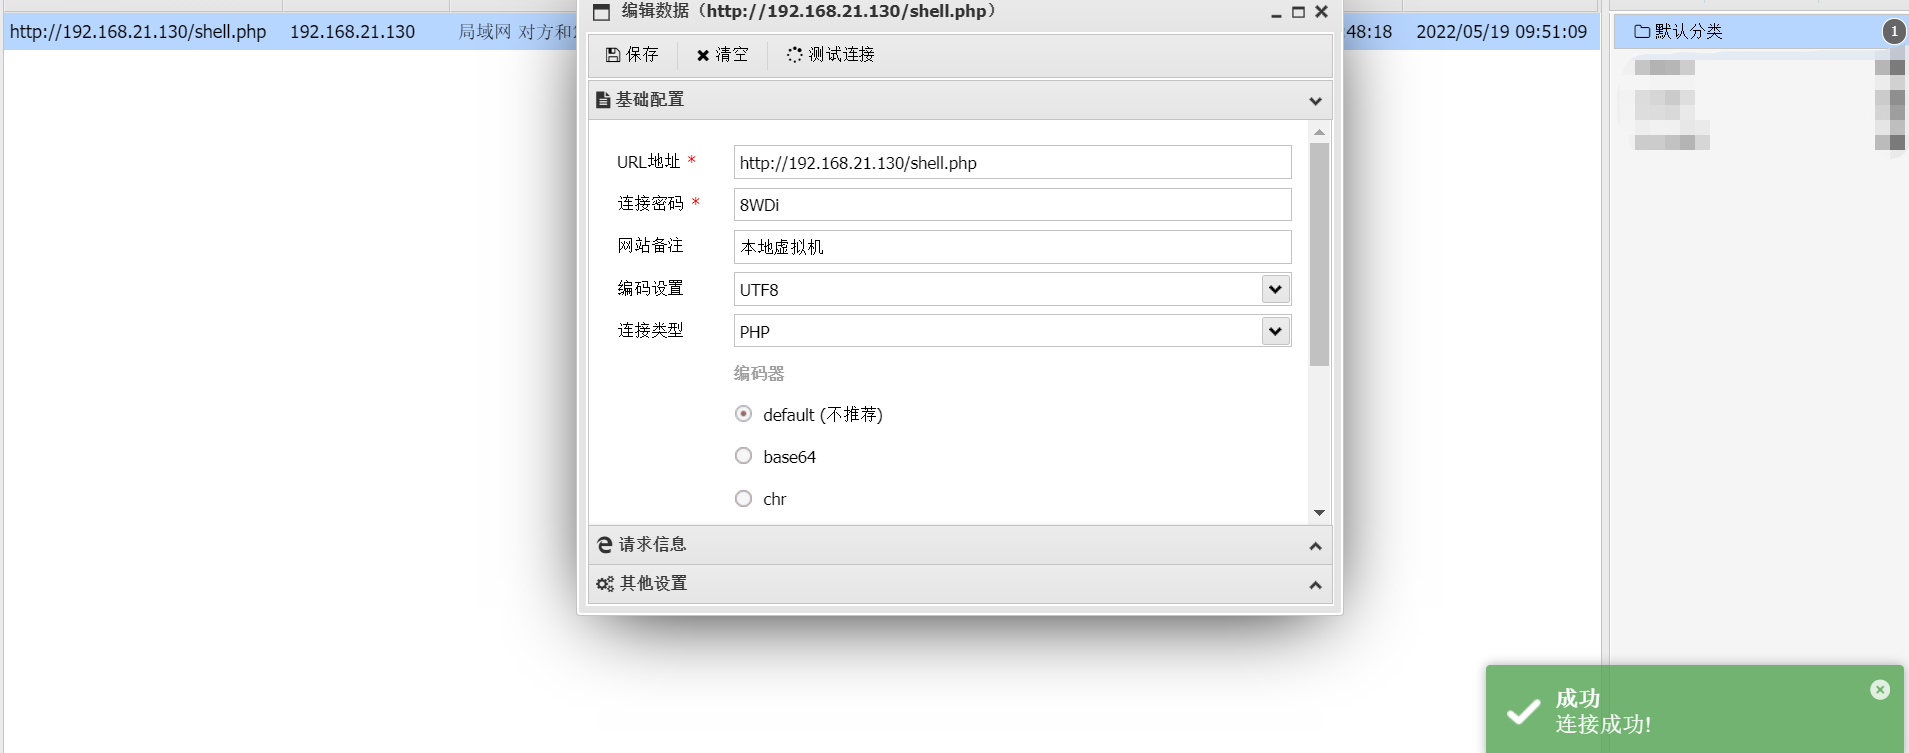 编辑数据（http://192.168.21.130/shell.php）
http://192.168.21.130/shell.php 192.168.21.130 局域网 对方和 48:18 2022/05/19 09:51:09
默认分类 1
保存 清空 测试连接
基础配置
URL地址 * http://192.168.21.130/shell.php
连接密码 * 8WDi
网站备注 本地虚拟机
编码设置 UTF8
连接类型 PHP
编码器
default (不推荐)
base64
chr
请求信息
其他设置
成功
连接成功!